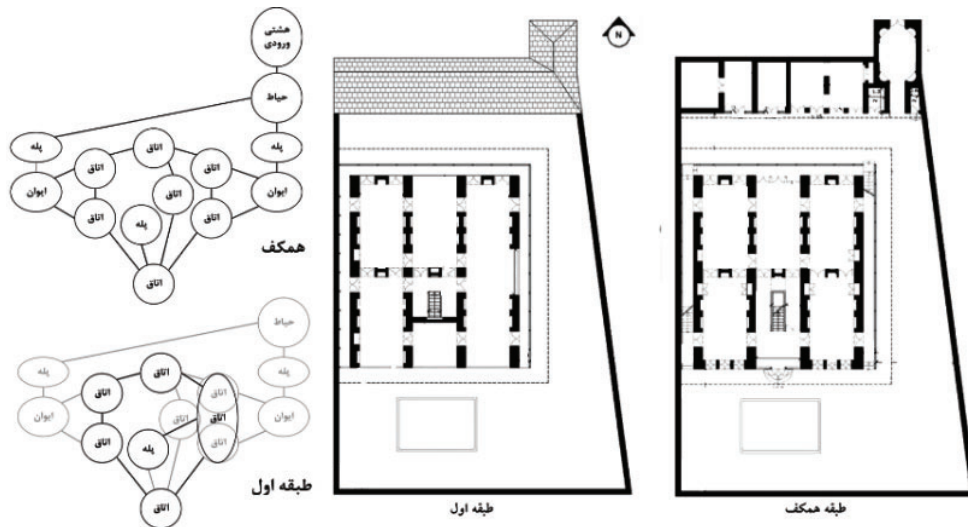 هشتی
ورودی
حیاط
پله
پله
اتاق
اتاق
اتاق
ایوان
اتاق
ایوان
اتاق
پله
اتاق
همکف
اتاق
حیاط
پله
پله
اتاق
اتاق
اتاق
ایوان
اتاق
اتاق
ایوان
اتاق
پله
اتاق
طبقه اول
اتاق
N
طبقه اول
طبقه همکف